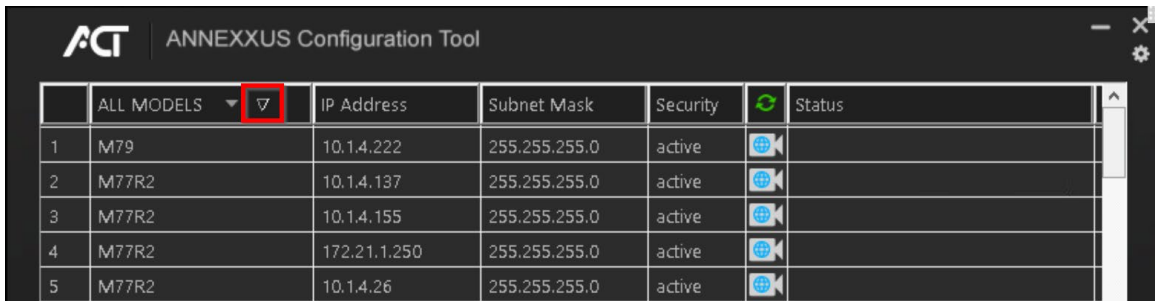 ACT ANNEXXUS Configuration Tool
ALL MODELS IP Address Subnet Mask Security Status
1 M79 10.1.4.222 255.255.255.0 active
2 M77R2 10.1.4.137 255.255.255.0 active
3 M77R2 10.1.4.155 255.255.255.0 active
4 M77R2 172.21.1.250 255.255.255.0 active
5 M77R2 10.1.4.26 255.255.255.0 active